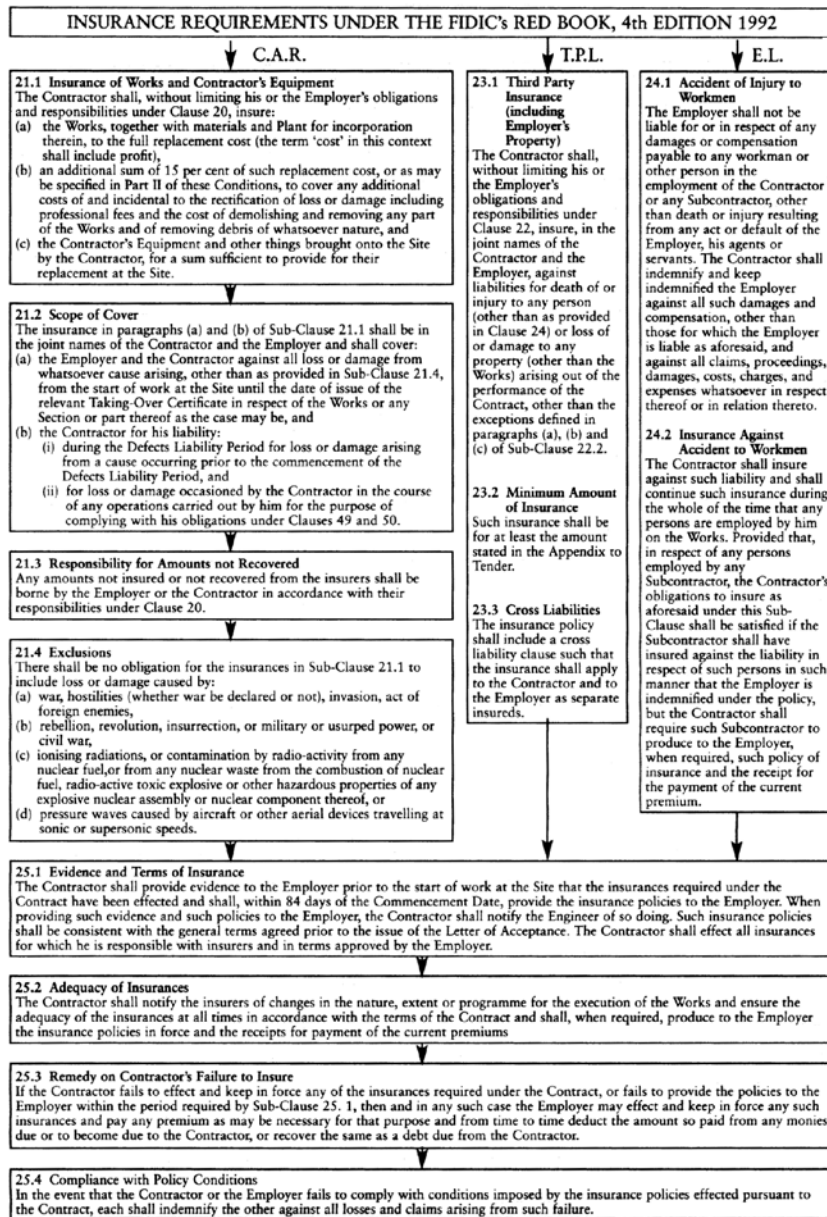 INSURANCE REQUIREMENTS UNDER THE FIDIC's RED BOOK, 4th EDITION 1992
C.A.R.
T.P.L.
E.L.
21.1 Insurance of Works and Contractor's Equipment
The Contractor shall, without limiting his or the Employer's obligations
and responsibilities under Clause 20, insure:
(a) the Works, together with materials and Plant for incorporation
therein, to the full replacement cost (the term 'cost' in this context
shall include profit),
(b) an additional sum of 15 per cent of such replacement cost, or as may
be specified in Part II of these Conditions, to cover any additional
costs of and incidental to the rectification of loss or damage including
professional fees and the cost of demolishing and removing any part
of the Works and of removing debris of whatsoever nature, and
(c) the Contractor's Equipment and other things brought onto the Site
by the Contractor, for a sum sufficient to provide for their
replacement at the Site.
21.2 Scope of Cover
The insurance in paragraphs (a) and (b) of Sub-Clause 21.1 shall be in
the joint names of the Contractor and the Employer and shall cover:
(a) the Employer and the Contractor against all loss or damage from
whatsoever cause arising, other than as provided in Sub-Clause 21.4,
from the start of work at the Site until the date of issue of the
relevant Taking-Over Certificate in respect of the Works or any
Section or part thereof as the case may be, and
(b) the Contractor for his liability:
(i) during the Defects Liability Period for loss or damage arising
from a cause occurring prior to the commencement of the
Defects Liability Period, and
(ii) for loss or damage occasioned by the Contractor in the course
of any operations carried out by him for the purpose of
complying with his obligations under Clauses 49 and 50.
21.3 Responsibility for Amounts not Recovered
Any amounts not insured or not recovered from the insurers shall be
borne by the Employer or the Contractor in accordance with their
responsibilities under Clause 20.
21.4 Exclusions
There shall be no obligation for the insurances in Sub-Clause 21.1 to
include loss or damage caused by:
(a) war, hostilities (whether war be declared or not), invasion, act of
foreign enemies,
(b) rebellion, revolution, insurrection, or military or usurped power, or
civil war,
(c) ionising radiations, or contamination by radio-activity from any
nuclear fuel,or from any nuclear waste from the combustion of nuclear
fuel, radio-active toxic explosive or other hazardous properties of any
explosive nuclear assembly or nuclear component thereof, or
(d) pressure waves caused by aircraft or other aerial devices travelling at
sonic or supersonic speeds.
23.1 Third Party
Insurance
(including
Employer's
Property)
The Contractor shall,
without limiting his or
the Employer's
obligations and
responsibilities under
Clause 22, insure, in the
joint names of the
Contractor and the
Employer, against
liabilities for death of or
injury to any person
(other than as provided
in Clause 24) or loss of
or damage to any
property (other than the
Works) arising out of the
performance of the
Contract, other than the
exceptions defined in
paragraphs (a), (b) and
(c) of Sub-Clause 22.2.
23.2 Minimum Amount
of Insurance
Such insurance shall be
for at least the amount
stated in the Appendix to
Tender.
23.3 Cross Liabilities
The insurance policy
shall include a cross
liability clause such that
the insurance shall apply
to the Contractor and to
the Employer as separate
insureds.
24.1 Accident of Injury to
Workmen
The Employer shall not be
liable for or in respect of any
damages or compensation
payable to any workman or
other person in the
employment of the Contractor
or any Subcontractor, other
than death or injury resulting
from any act or default of the
Employer, his agents or
servants. The Contractor shall
indemnify and keep
indemnified the Employer
against all such damages and
compensation, other than
those for which the Employer
is liable as aforesaid, and
against all claims, proceedings,
damages, costs, charges, and
expenses whatsoever in respect
thereof or in relation thereto.
24.2 Insurance Against
Accident to Workmen
The Contractor shall insure
against such liability and shall
continue such insurance during
the whole of the time that any
persons are employed by him
on the Works. Provided that,
in respect of any persons
employed by any
Subcontractor, the Contractor's
obligations to insure as
aforesaid under this Sub-
Clause shall be satisfied if the
Subcontractor shall have
insured against the liability in
respect of such persons in such
manner that the Employer is
indemnified under the policy,
but the Contractor shall
require such Subcontractor to
produce to the Employer,
when required, such policy of
insurance and the receipt for
the payment of the current
premium.
25.1 Evidence and Terms of Insurance
The Contractor shall provide evidence to the Employer prior to the start of work at the Site that the insurances required under the
Contract have been effected and shall, within 84 days of the Commencement Date, provide the insurance policies to the Employer. When
providing such evidence and such policies to the Employer, the Contractor shall notify the Engineer of so doing. Such insurance policies
shall be consistent with the general terms agreed prior to the issue of the Letter of Acceptance. The Contractor shall effect all insurances
for which he is responsible with insurers and in terms approved by the Employer.
25.2 Adequacy of Insurances
The Contractor shall notify the insurers of changes in the nature, extent or programme for the execution of the Works and ensure the
adequacy of the insurances at all times in accordance with the terms of the Contract and shall, when required, produce to the Employer
the insurance policies in force and the receipts for payment of the current premiums
25.3 Remedy on Contractor's Failure to Insure
If the Contractor fails to effect and keep in force any of the insurances required under the Contract, or fails to provide the policies to the
Employer within the period required by Sub-Clause 25. 1, then and in any such case the Employer may effect and keep in force any such
insurances and pay any premium as may be necessary for that purpose and from time to time deduct the amount so paid from any monies
due or to become due to the Contractor, or recover the same as a debt due from the Contractor.
25.4 Compliance with Policy Conditions
In the event that the Contractor or the Employer fails to comply with conditions imposed by the insurance policies effected pursuant to
the Contract, each shall indemnify the other against all losses and claims arising from such failure.